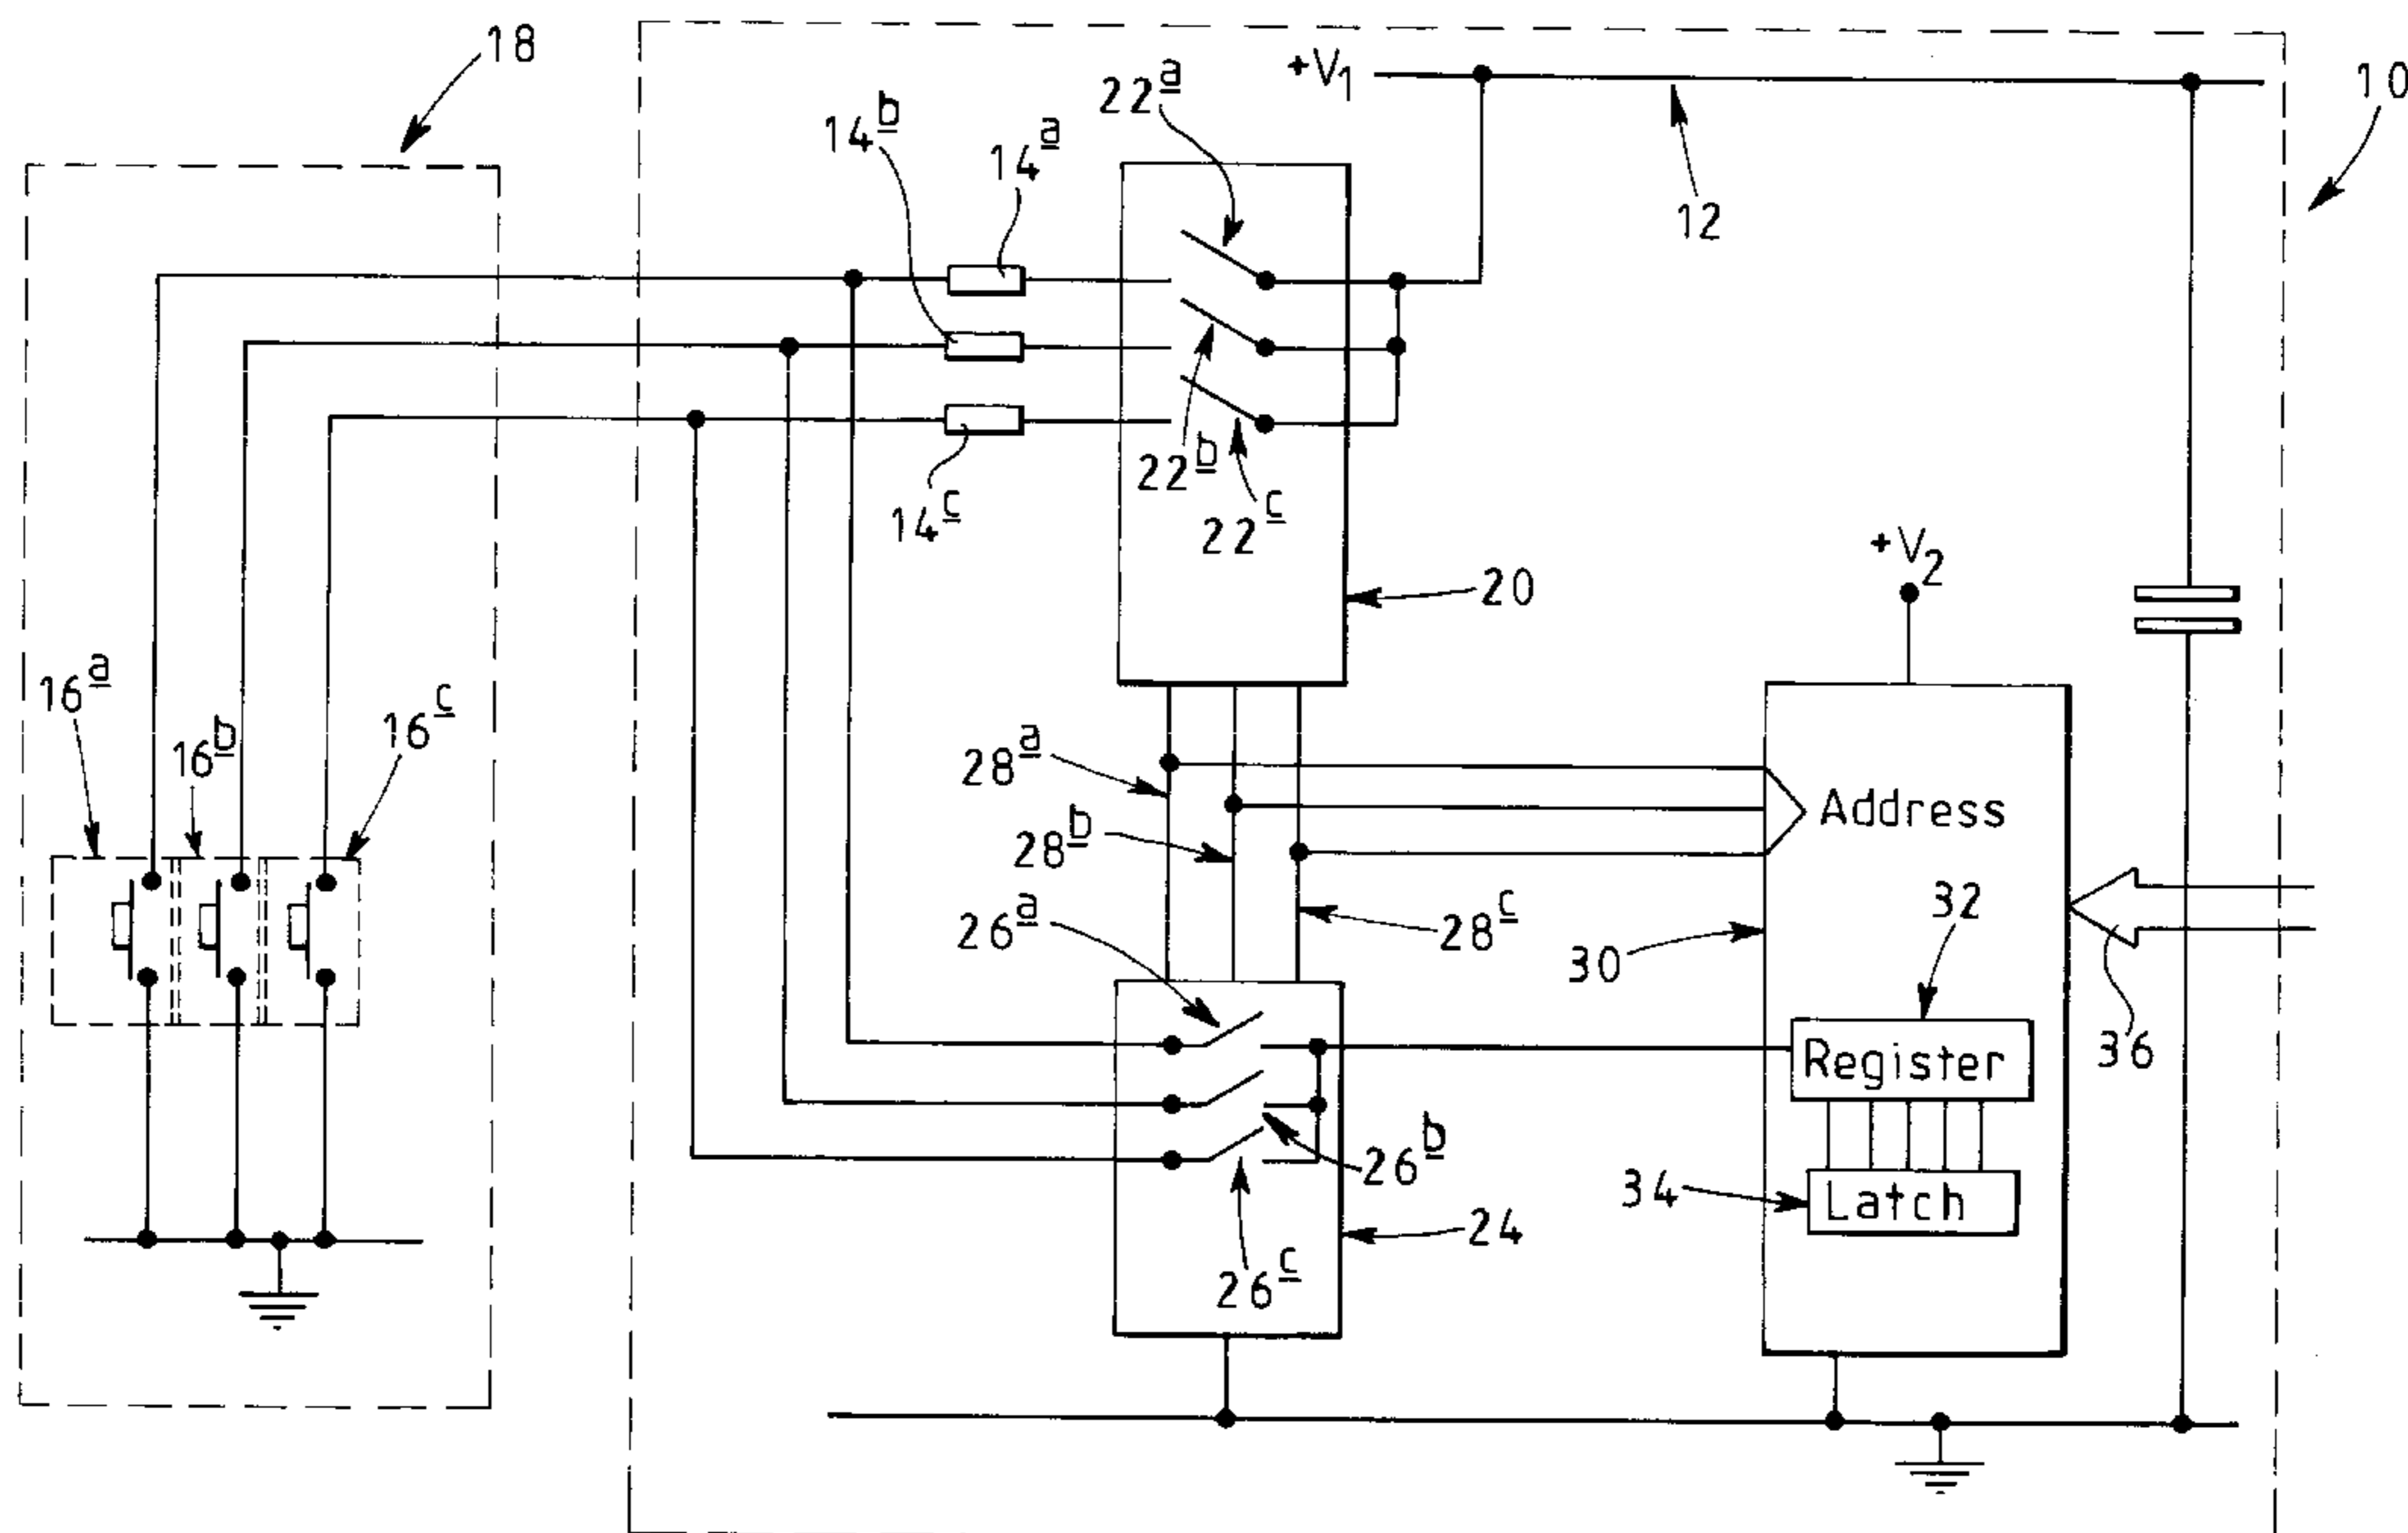 18
+V1
22a
10
14b
14a
12
22b
22c
14c
+V2
20
16a
16b
16c
28a
Address
28b
32
26a
28c
30
Register
36
26b
34
Latch
24
26c